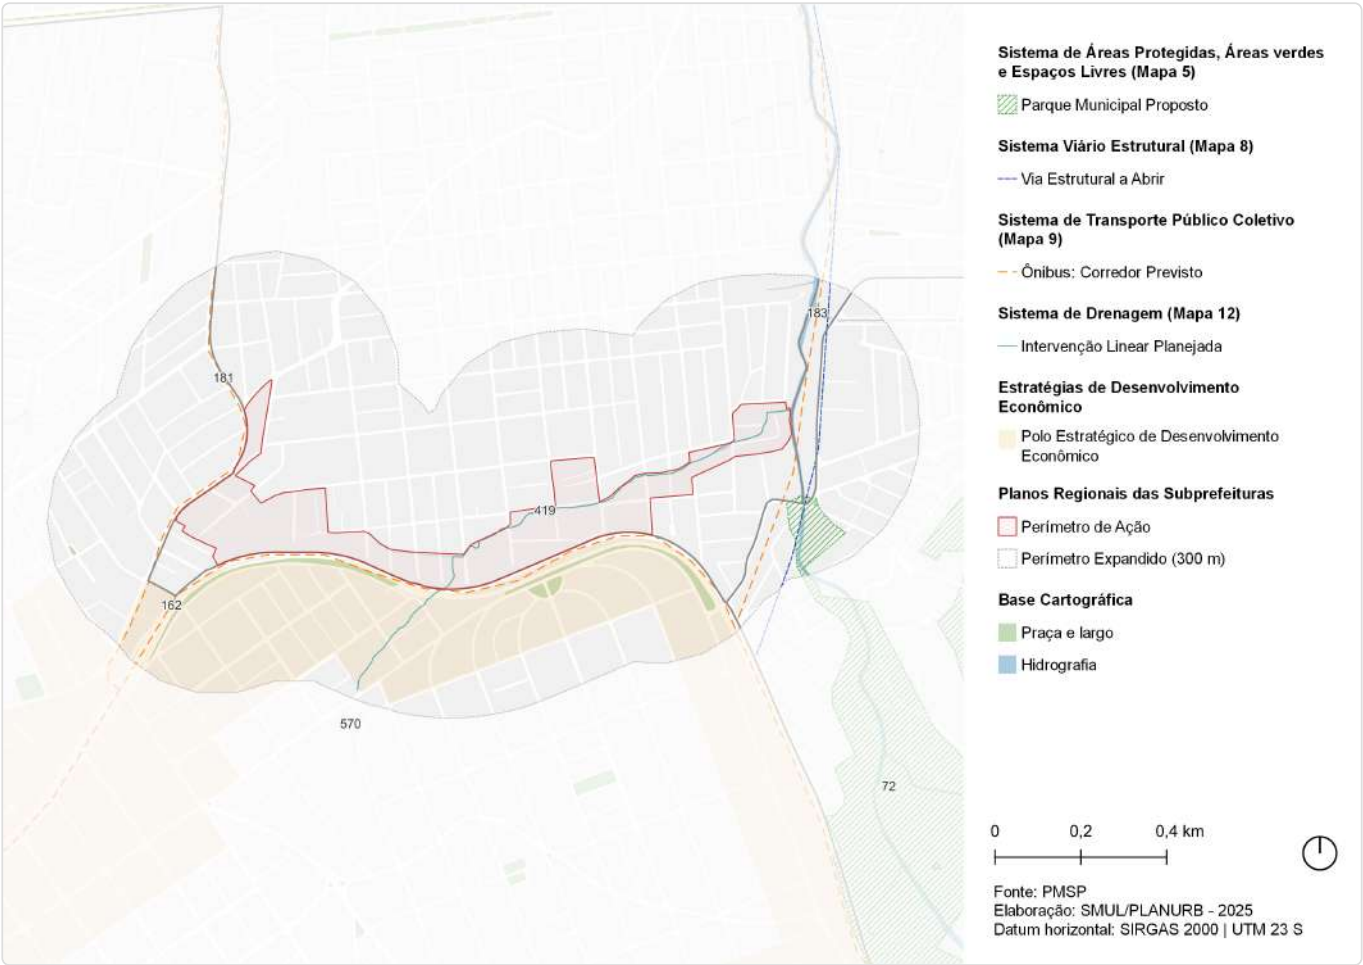 Sistema de Áreas Protegidas, Áreas verdes
e Espaços Livres (Mapa 5)
Parque Municipal Proposto
Sistema Viário Estrutural (Mapa 8)
Via Estrutural a Abrir
Sistema de Transporte Público Coletivo
(Mapa 9)
Ônibus: Corredor Previsto
Sistema de Drenagem (Mapa 12)
Intervenção Linear Planejada
Estratégias de Desenvolvimento
Econômico
Polo Estratégico de Desenvolvimento
Econômico
Planos Regionais das Subprefeituras
Perímetro de Ação
Perímetro Expandido (300 m)
Base Cartográfica
Praça e largo
Hidrografia
183
181
419
162
570
72
0 0,2 0,4 km
Fonte: PMSP
Elaboração: SMUL/PLANURB - 2025
Datum horizontal: SIRGAS 2000 | UTM 23 S